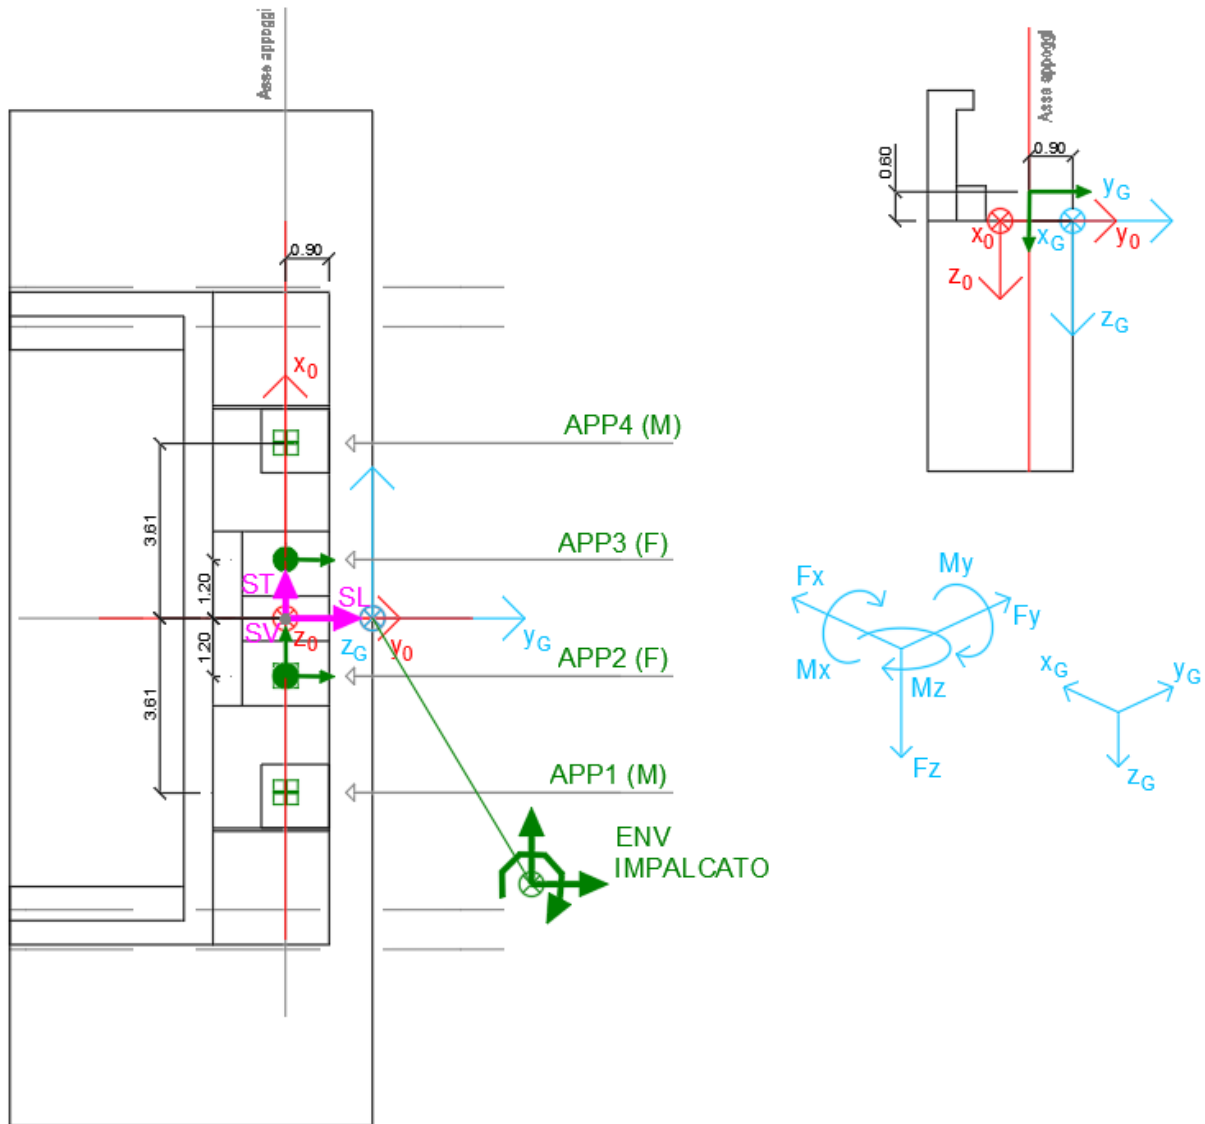 Asse appoggi
0.90
x0
APP4 (M)
3.61
APP3 (F)
1.20
ST
SL
SV
z0
zG
y0
yG
1.20
APP2 (F)
3.61
APP1 (M)
ENV
IMPALCATO
Asse appoggi
0.60
0.90
yG
x0
xG
y0
z0
zG
Fx
My
Fy
Mx
Mz
Fz
xG
yG
zG